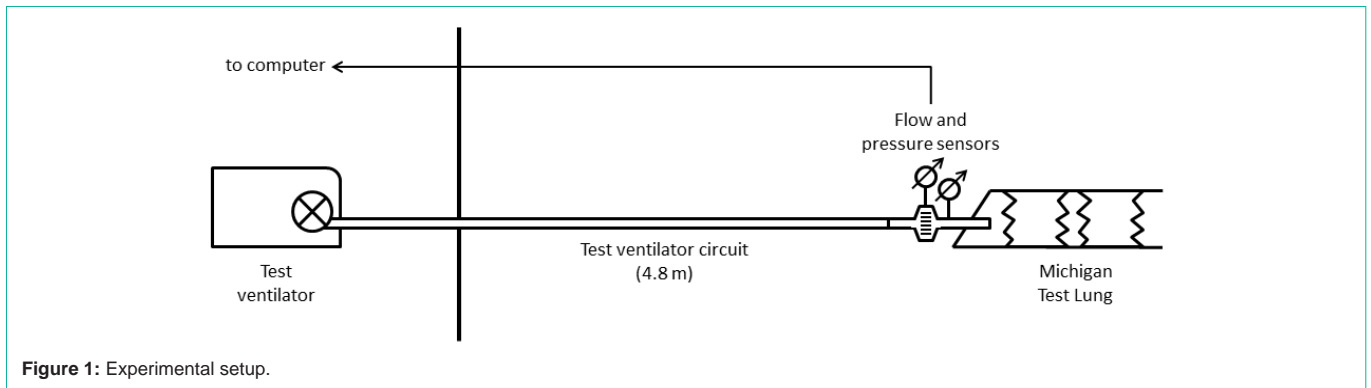 to computer
Flow and
pressure sensors
Test ventilator circuit
(4.8 m)
Test
ventilator
Michigan
Test Lung
Figure 1: Experimental setup.